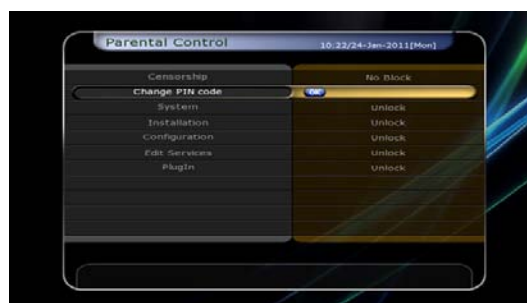 Parental Control 10:22/24-Jan-2011[Mon]
Censorship No Block
Change PIN code OK
System Unlock
Installation Unlock
Configuration Unlock
Edit Services Unlock
PlugIn Unlock